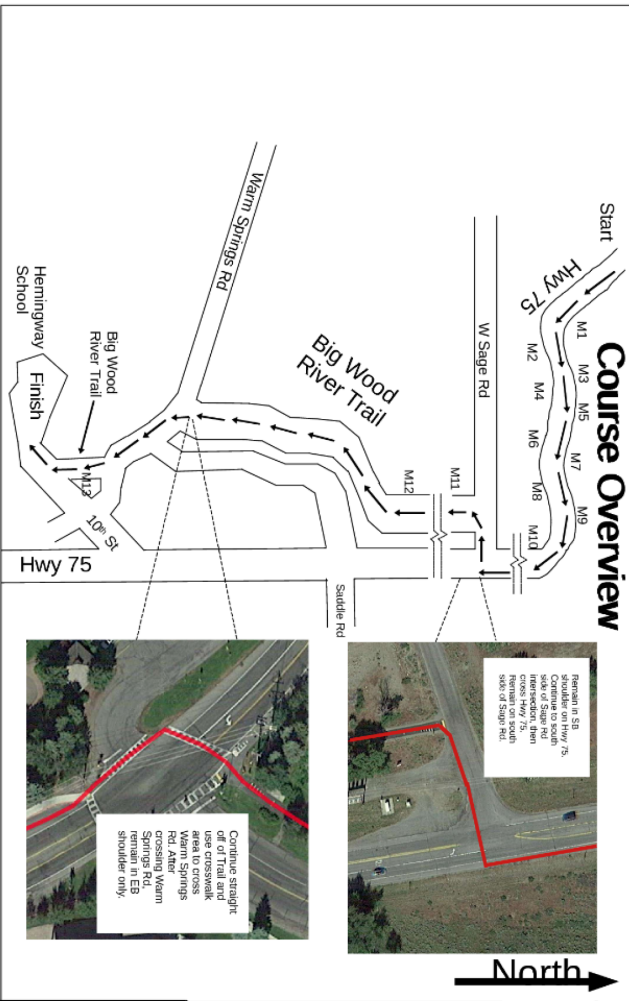 Course Overview
Start
Hwy 75
M1
M2
M3
M4
M5
M6
M7
M8
M9
M10
W Sage Rd
M11
M12
Big Wood
River Trail
Warm Springs Rd
Big Wood
River Trail
Hemingway
School
Finish
M13
10th St
Hwy 75
Saddle Rd
Remain in SB
shoulder on Hwy 75.
Continue to south
side of Sage Rd
intersection, then
cross Hwy 75.
Remain on south
side of Sage Rd.
Continue straight
off of Trail and
use crosswalk
area to cross
Warm Springs
Rd. After
crossing Warm
Springs Rd,
remain in EB
shoulder only.
North